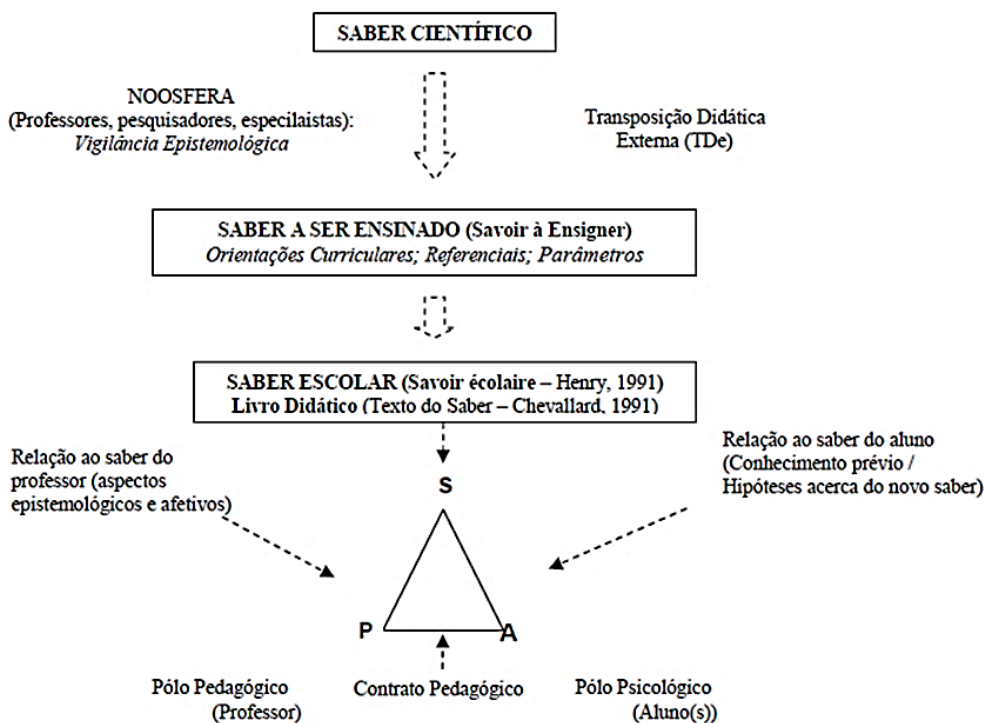 SABER CIENTÍFICO
NOOSFERA
(Professores, pesquisadores, especilaistas):
Vigilância Epistemológica
Transposição Didática
Externa (TDe)
SABER A SER ENSINADO (Savoir à Ensigner)
Orientações Curriculares; Referenciais; Parâmetros
SABER ESCOLAR (Savoir écolaire – Henry, 1991)
Livro Didático (Texto do Saber – Chevallard, 1991)
Relação ao saber do
professor (aspectos
epistemológicos e afetivos)
Relação ao saber do aluno
(Conhecimento prévio /
Hipóteses acerca do novo saber)
S
P
A
Pólo Pedagógico
(Professor)
Contrato Pedagógico
Pólo Psicológico
(Aluno(s))